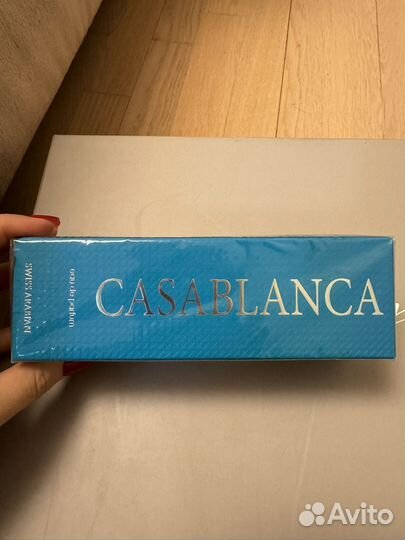 CASABLANCA
eau de parfum
SWISS ARABIAN
Avito